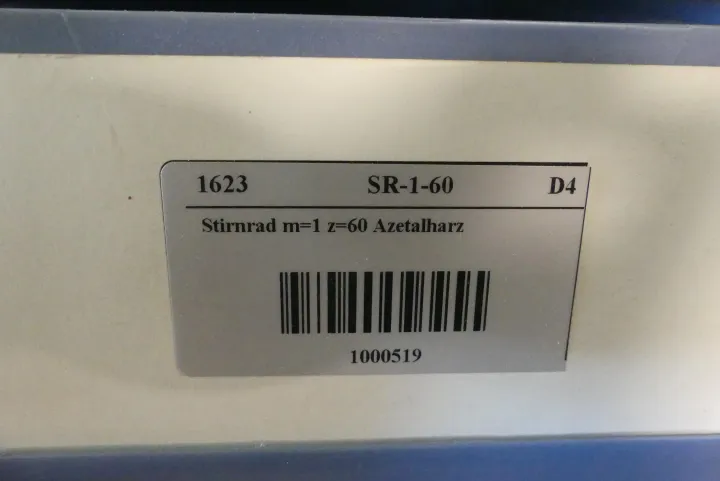 1623 SR-1-60 D4
Stirnrad m=1 z=60 Azetalharz
1000519